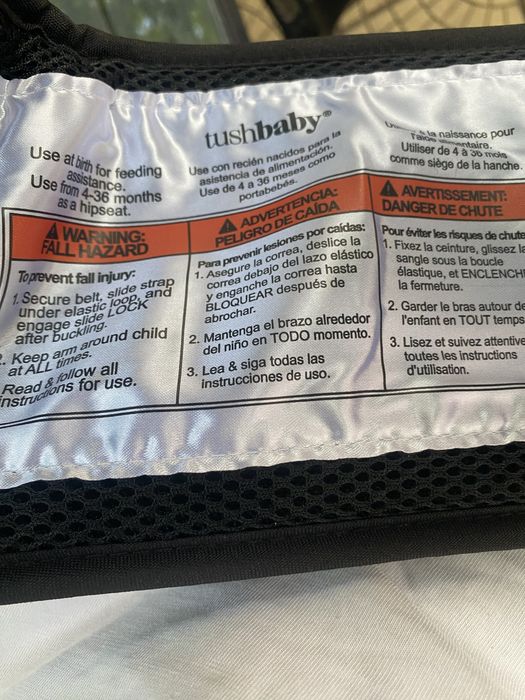 tushbaby®
Use at birth for feeding
assistance.
Use from 4-36 months
as a hipseat.
WARNING:
FALL HAZARD
To prevent fall injury:
1. Secure belt, slide strap
under elastic loop, and
engage slide LOCK
after buckling.
2. Keep arm around child
at ALL times.
Read & follow all
instructions for use.
Use con recién nacidos para la
asistencia de alimentación.
Use de 4 a 36 meses como
portabebés.
ADVERTENCIA:
PELIGRO DE CAÍDA
Para prevenir lesiones por caídas:
1. Asegure la correa, deslice la
correa debajo del lazo elástico
y enganche la correa hasta
BLOQUEAR después de
abrochar.
2. Mantenga el brazo alrededor
del niño en TODO momento.
3. Lea & siga todas las
instrucciones de uso.
la naissance pour
Utiliser de 4 à 36 mois
comme siège de la hanche.
AVERTISSEMENT:
DANGER DE CHUTE
Pour éviter les risques de chute
1. Fixez la ceinture, glissez la
sangle sous la boucle
élastique, et ENCLENCHE
la fermeture.
2. Garder le bras autour de
l'enfant en TOUT temps.
3. Lisez et suivez attentive
toutes les instructions
d'utilisation.